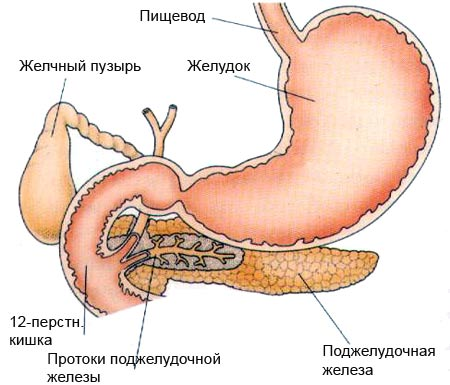 Пищевод
Желчный пузырь
Желудок
12-перстн.
кишка
Протоки поджелудочной
железы
Поджелудочная
железа